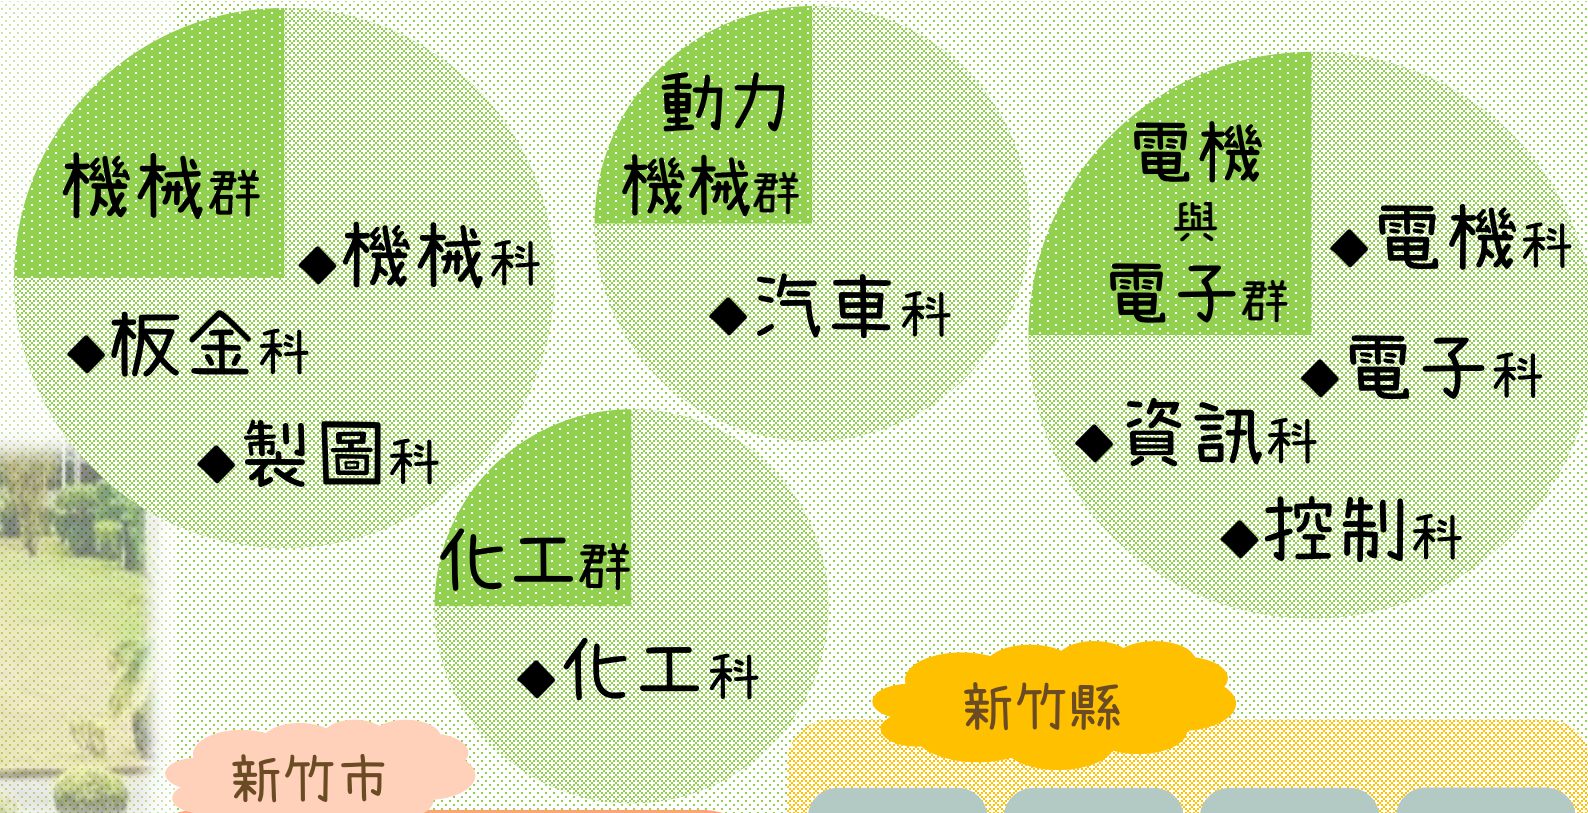 機械群
◆機械科
◆板金科
◆製圖科
動力
機械群
◆汽車科
電機
與
電子群
◆電機科
◆電子科
◆資訊科
◆控制科
化工群
◆化工科
新竹縣
新竹市